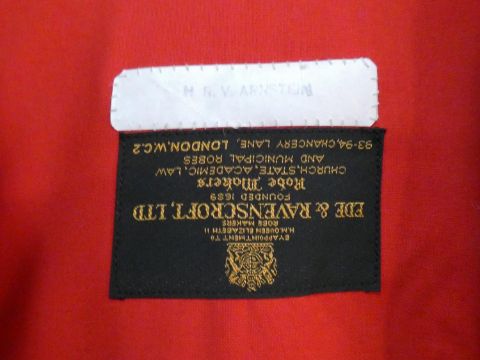 BY APPOINTMENT TO
H.M. QUEEN ELIZABETH II
ROBE MAKERS
EDE & RAVENSCROFT, LTD
FOUNDED 1689
Robe Makers
CHURCH, STATE, ACADEMIC, LAW
AND MUNICIPAL ROBES
93-94, CHANCERY LANE, LONDON, W.C.2